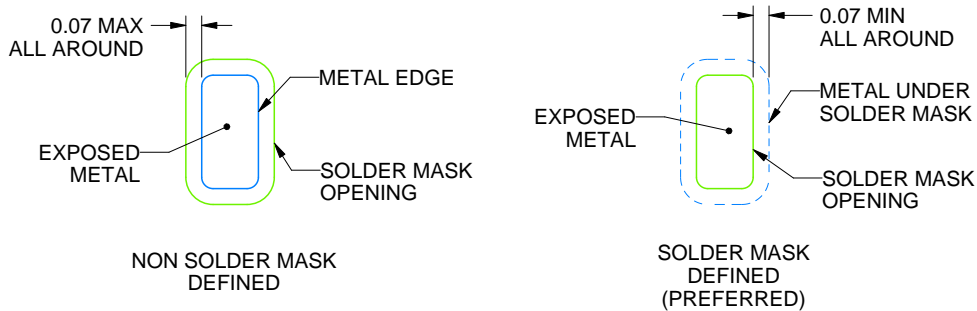 0.07 MAX
ALL AROUND
METAL EDGE
EXPOSED
METAL
SOLDER MASK
OPENING
NON SOLDER MASK
DEFINED
0.07 MIN
ALL AROUND
METAL UNDER
SOLDER MASK
EXPOSED
METAL
SOLDER MASK
OPENING
SOLDER MASK
DEFINED
(PREFERRED)